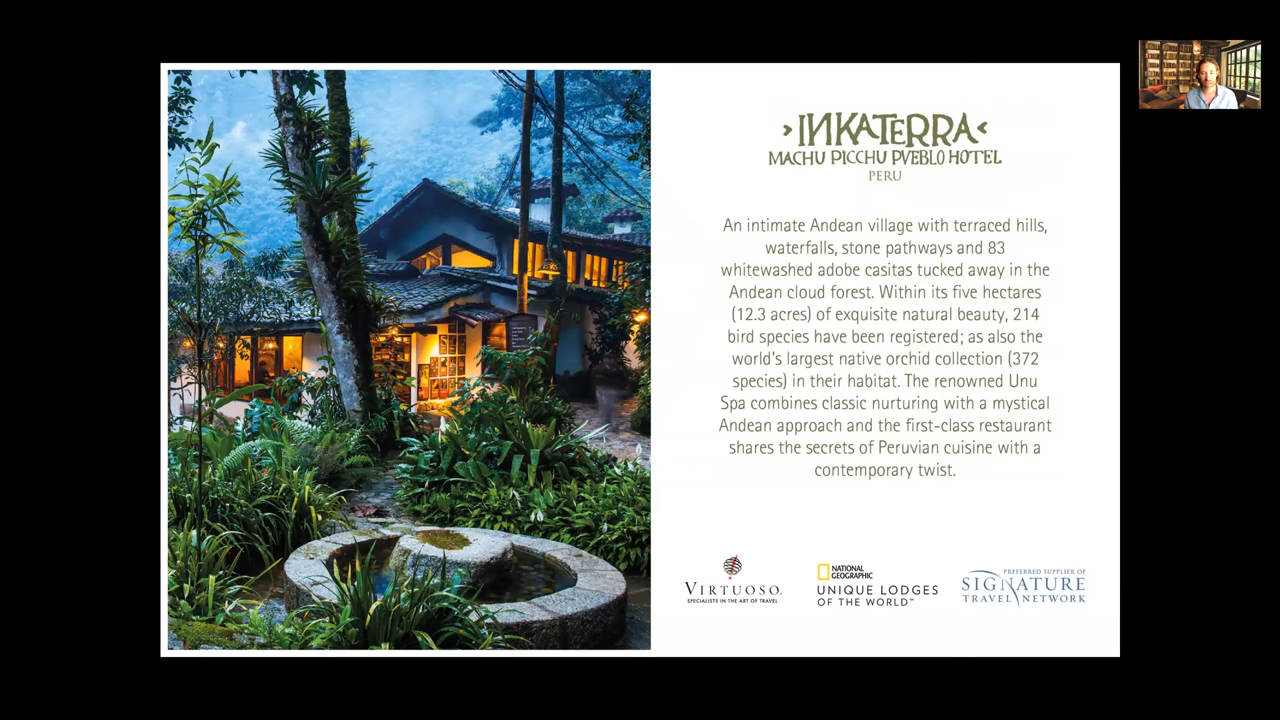 INKATERRA
MACHU PICCHU PVEBLO HOTEL
PERU
An intimate Andean village with terraced hills,
waterfalls, stone pathways and 83
whitewashed adobe casitas tucked away in the
Andean cloud forest. Within its five hectares
(12.3 acres) of exquisite natural beauty, 214
bird species have been registered; as also the
world's largest native orchid collection (372
species) in their habitat. The renowned Unu
Spa combines classic nurturing with a mystical
Andean approach and the first-class restaurant
shares the secrets of Peruvian cuisine with a
contemporary twist.
VIRTUOSO.
SPECIALISTS IN THE ART OF TRAVEL
NATIONAL
GEOGRAPHIC
UNIQUE LODGES
OF THE WORLD™
PREFERRED SUPPLIER OF
SIGNATURE
TRAVEL NETWORK